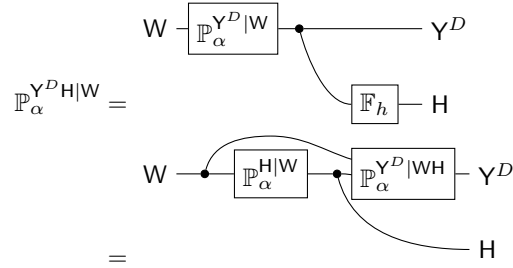 W ℙ_α^{Y^D|W} Y^D
ℙ_α^{Y^D H|W} =
𝔽_h H
W ℙ_α^{H|W} ℙ_α^{Y^D|WH} Y^D
= H